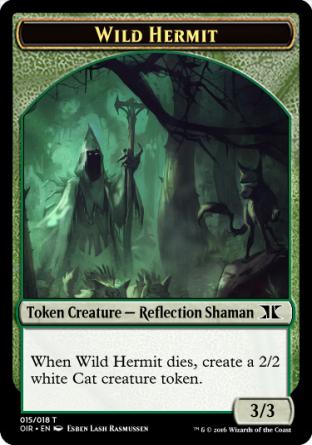 Wild Hermit
Token Creature — Reflection Shaman
When Wild Hermit dies, create a 2/2
white Cat creature token.
3/3
015/018 T
OIR • EN Esben Lash Rasmussen
™ & © 2016 Wizards of the Coast